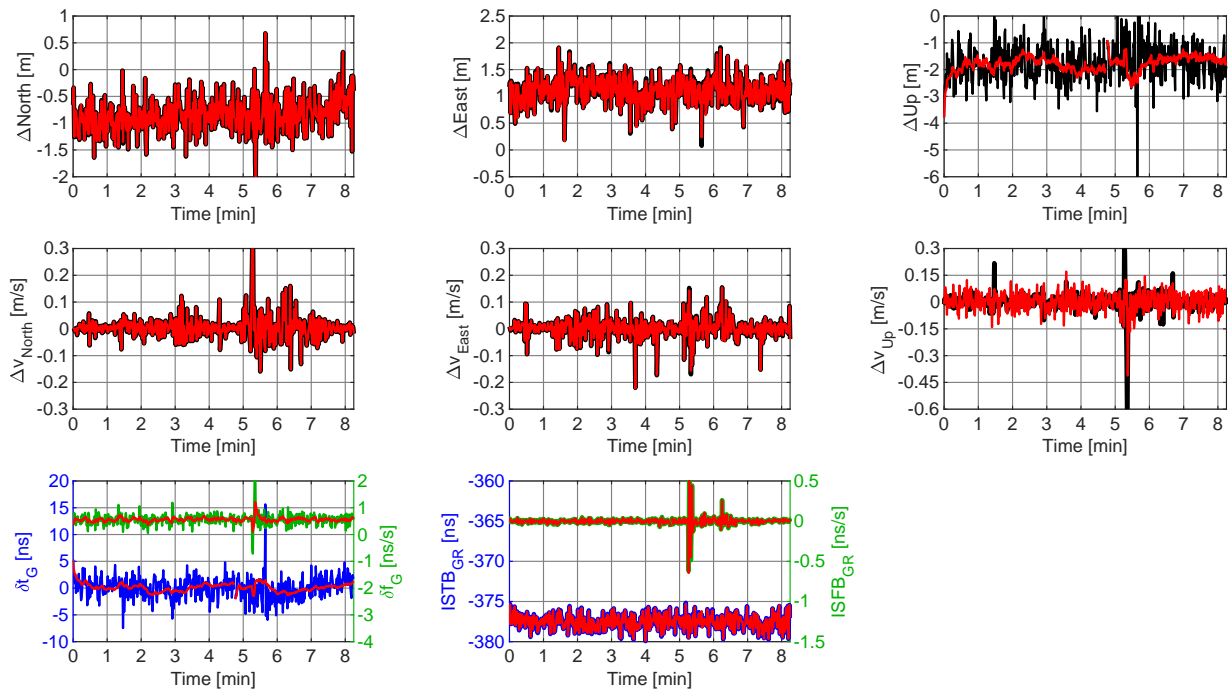 ΔNorth [m]
1
0.5
0
-0.5
-1
-1.5
-2
0 1 2 3 4 5 6 7 8
Time [min]
ΔEast [m]
2.5
2
1.5
1
0.5
0
-0.5
0 1 2 3 4 5 6 7 8
Time [min]
ΔUp [m]
0
-1
-2
-3
-4
-5
-6
0 1 2 3 4 5 6 7 8
Time [min]
Δv_North [m/s]
0.3
0.2
0.1
0
-0.1
-0.2
-0.3
0 1 2 3 4 5 6 7 8
Time [min]
Δv_East [m/s]
0.3
0.2
0.1
0
-0.1
-0.2
-0.3
0 1 2 3 4 5 6 7 8
Time [min]
Δv_Up [m/s]
0.3
0.15
0
-0.15
-0.3
-0.45
-0.6
0 1 2 3 4 5 6 7 8
Time [min]
δt_G [ns]
20
15
10
5
0
-5
-10
0 1 2 3 4 5 6 7 8
Time [min]
2
1
0
-1
-2
-3
-4
δf_G [ns/s]
ISTB_GR [ns]
-360
-365
-370
-375
-380
0 1 2 3 4 5 6 7 8
Time [min]
0.5
0
-0.5
-1
-1.5
ISFB_GR [ns/s]